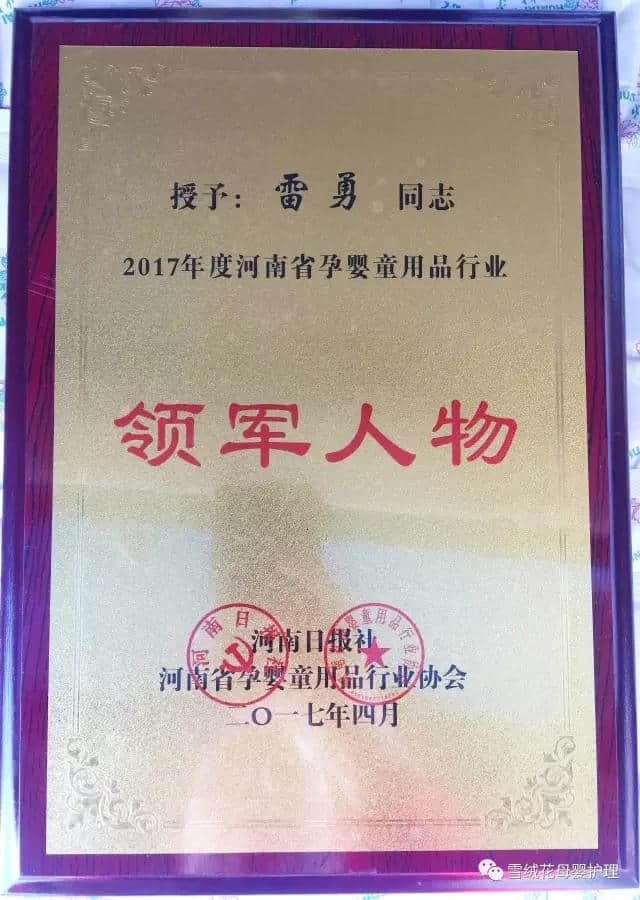 授予：雷勇 同志
2017年度河南省孕婴童用品行业
领军人物
河南日报社
河南省孕婴童用品行业协会
二〇一七年四月
雪绒花母婴护理